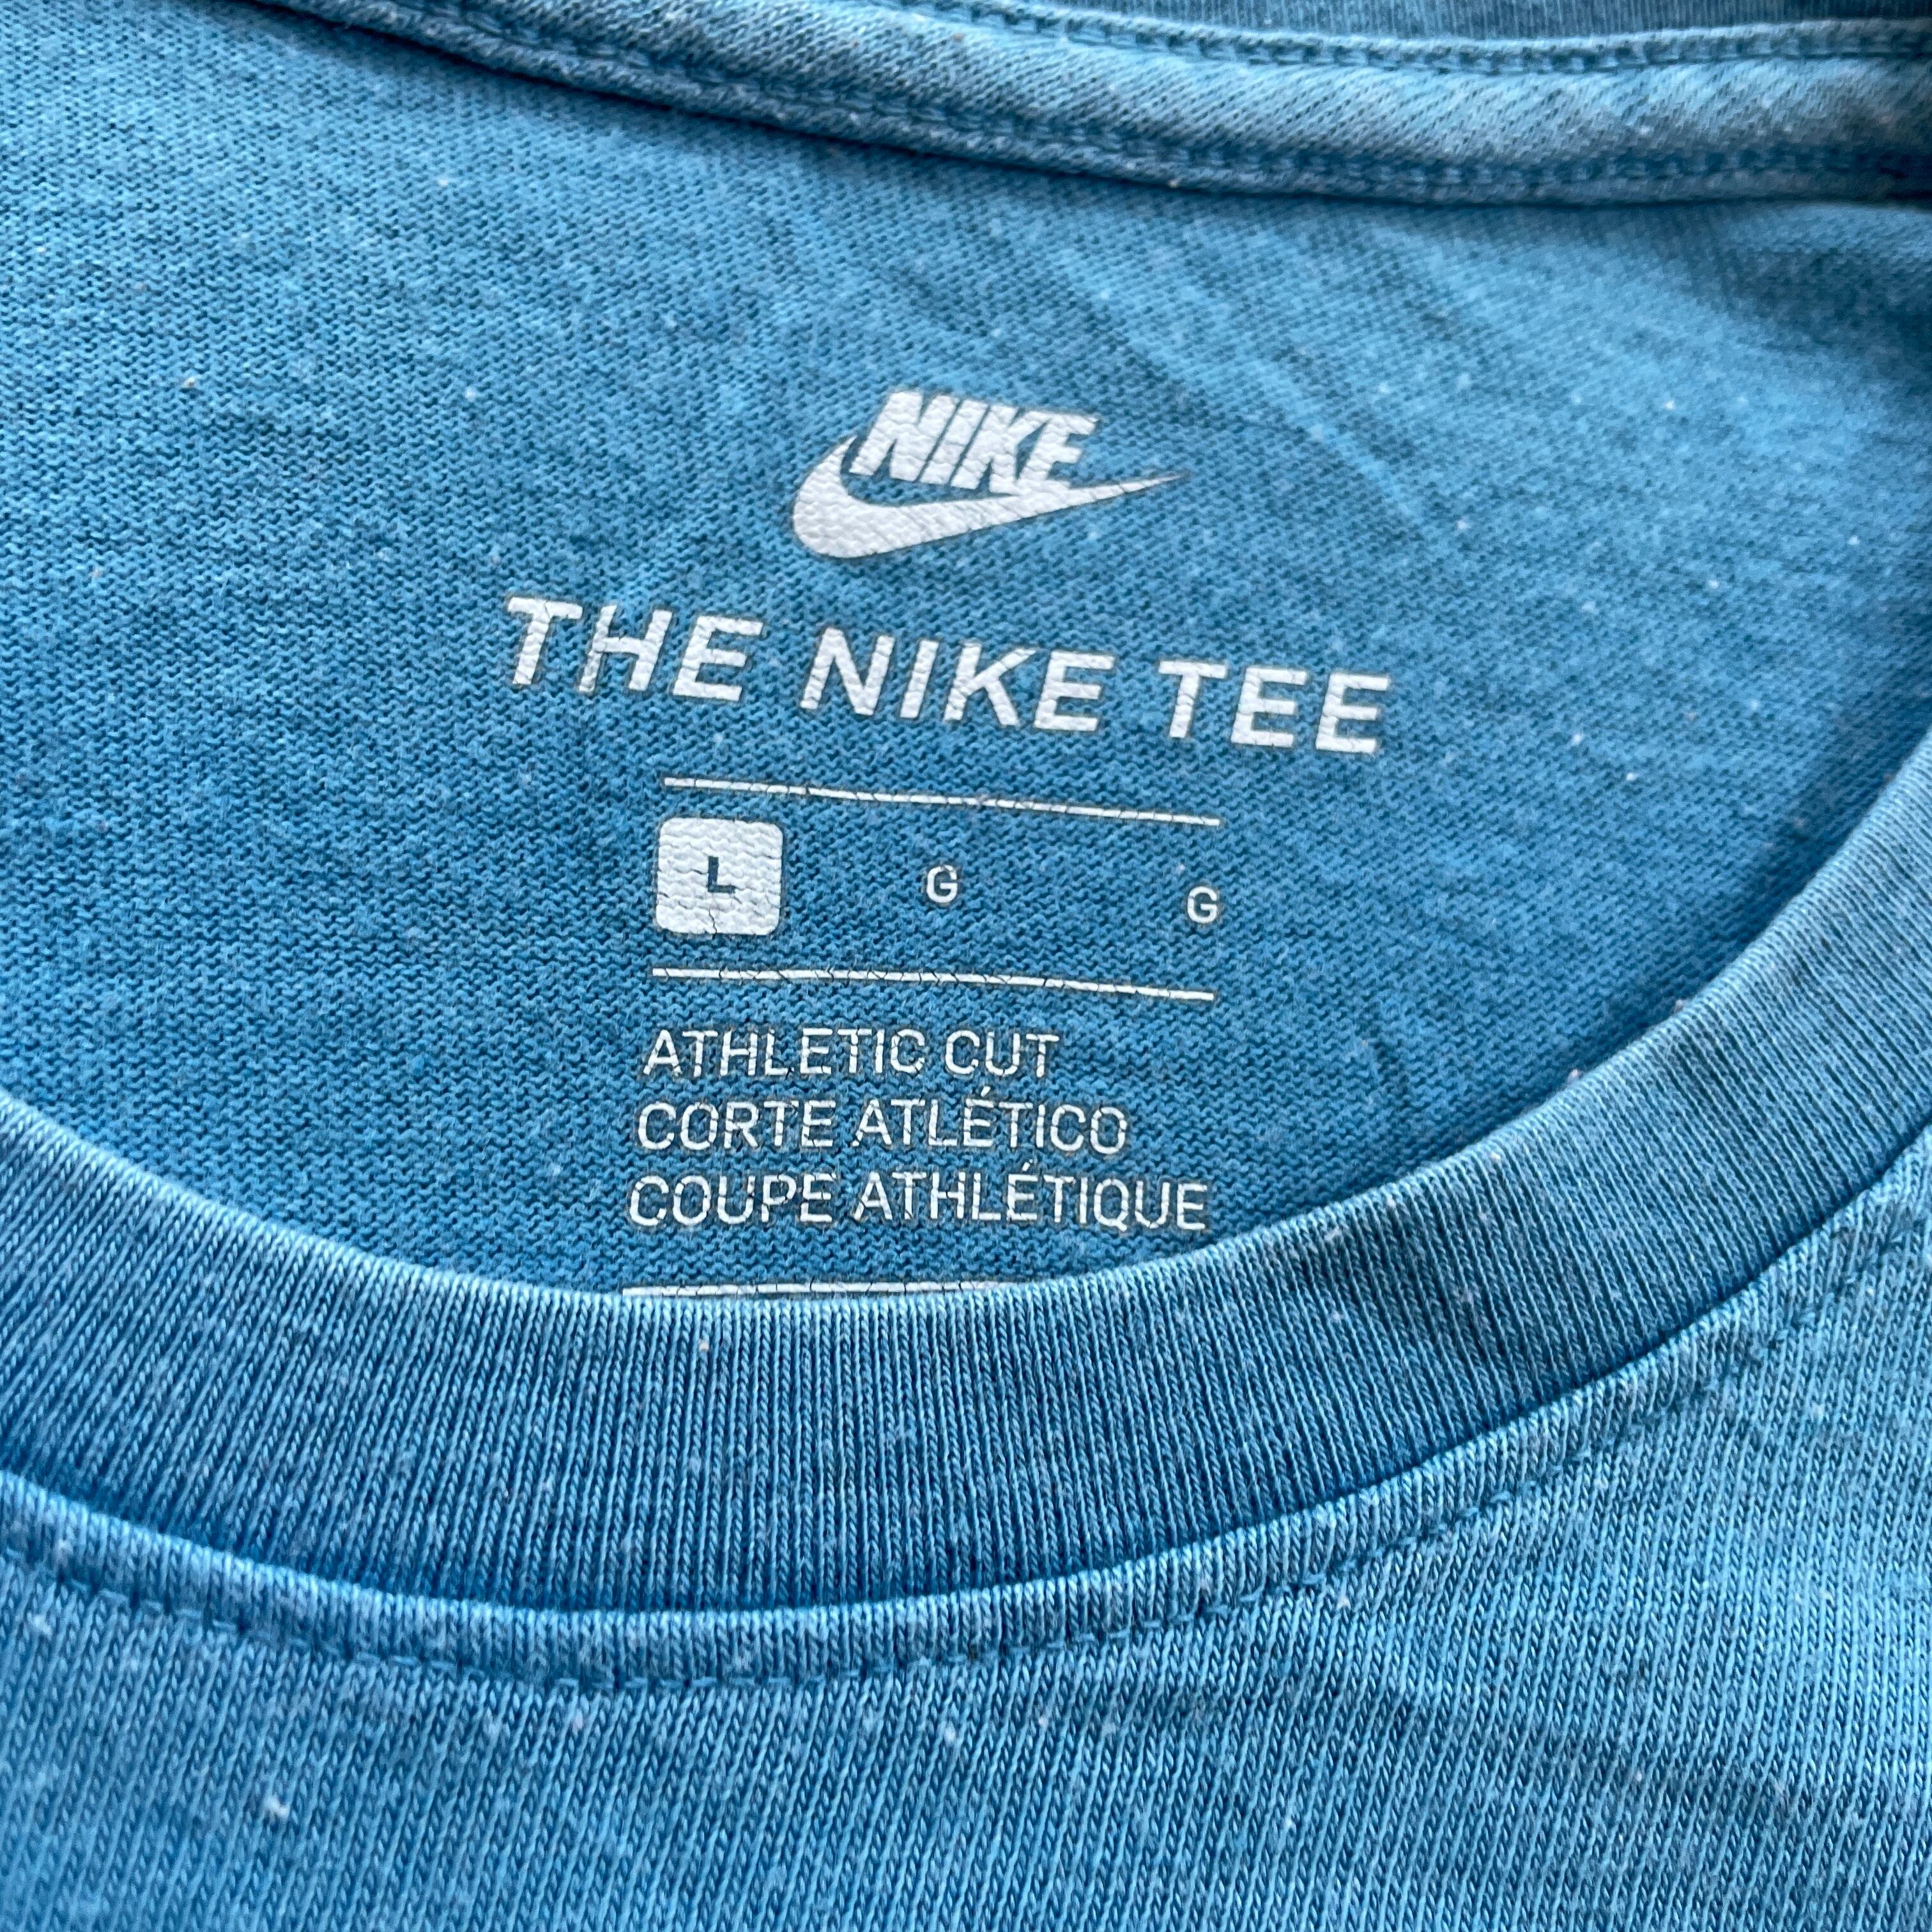 NIKE
THE NIKE TEE
L G G
ATHLETIC CUT
CORTE ATLÉTICO
COUPE ATHLÉTIQUE